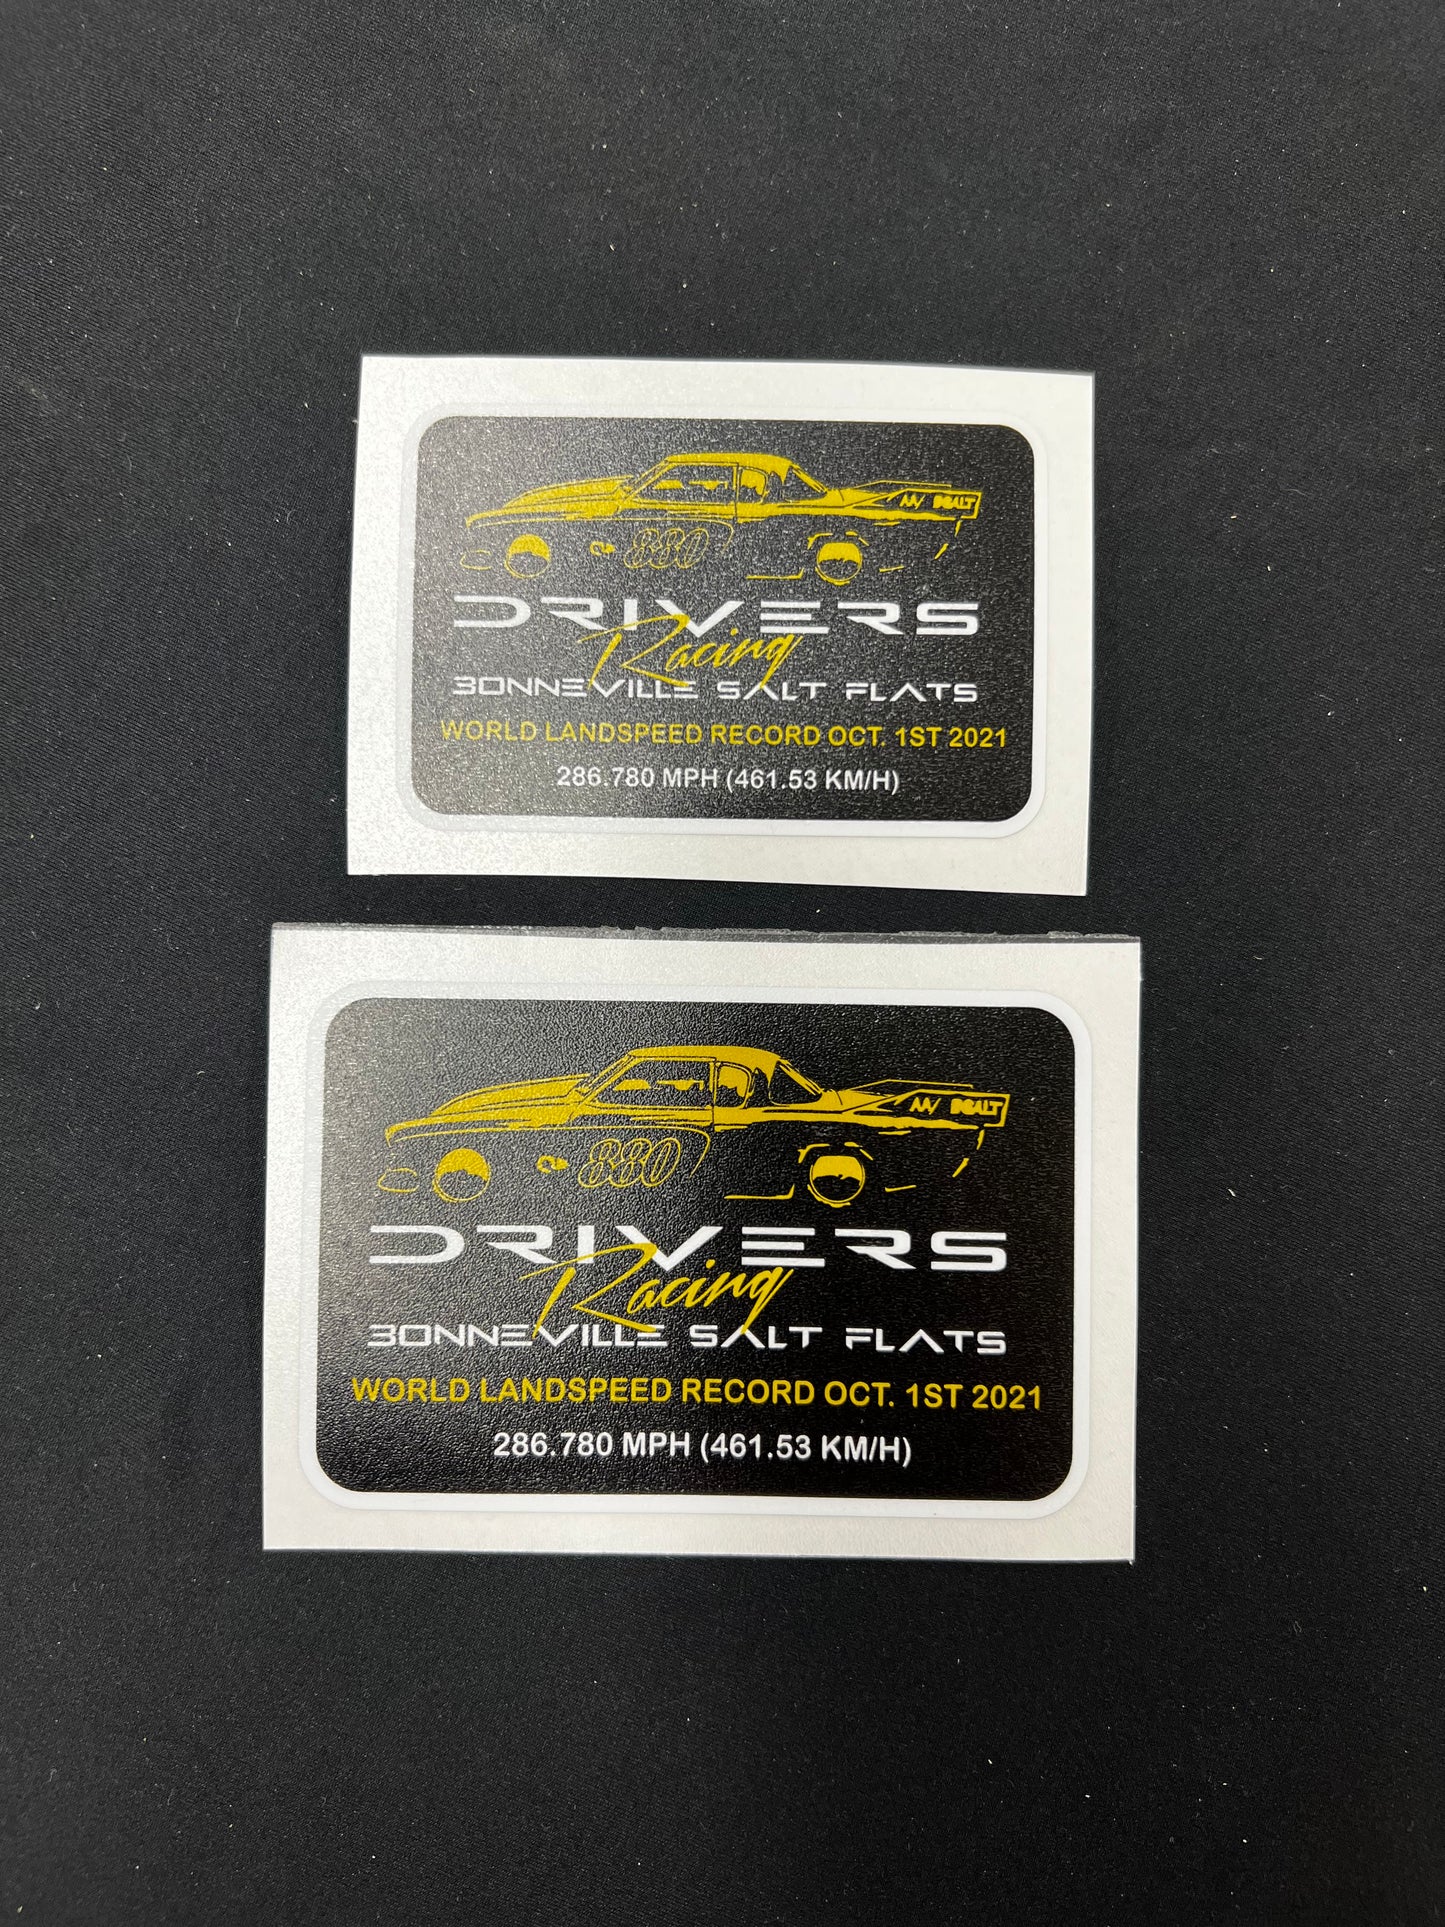 880
DRIVERS
Racing
BONNEVILLE SALT FLATS
WORLD LANDSPEED RECORD OCT. 1ST 2021
286.780 MPH (461.53 KM/H)
880
DRIVERS
Racing
BONNEVILLE SALT FLATS
WORLD LANDSPEED RECORD OCT. 1ST 2021
286.780 MPH (461.53 KM/H)